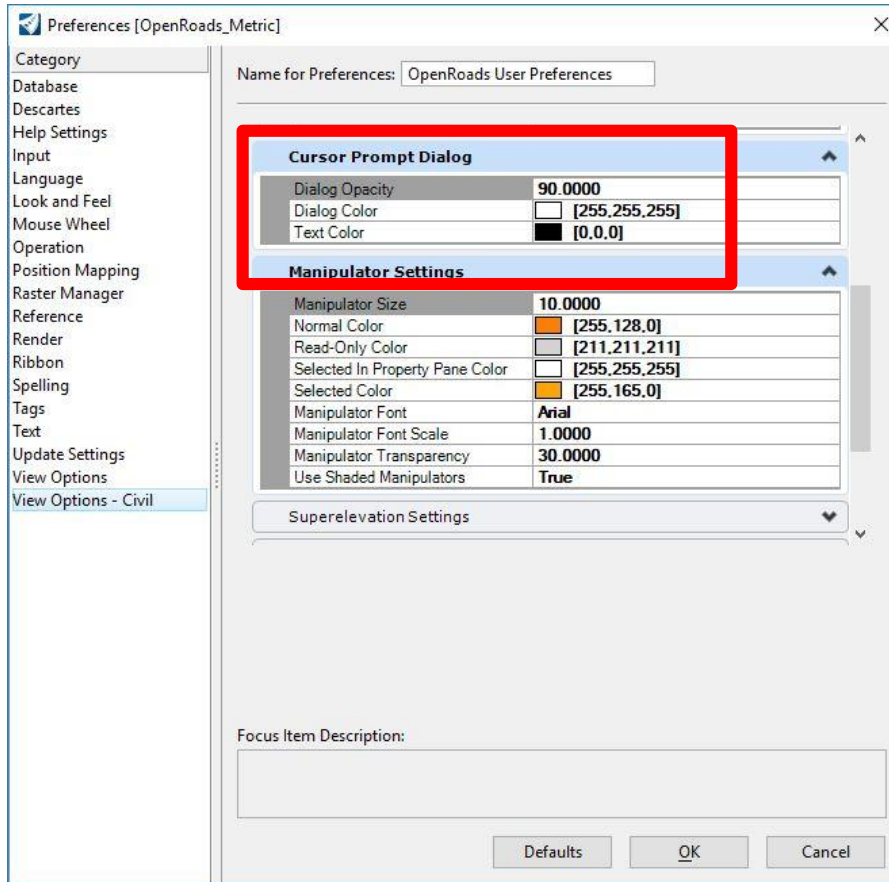 Preferences [OpenRoads_Metric]
Category
Database
Descartes
Help Settings
Input
Language
Look and Feel
Mouse Wheel
Operation
Position Mapping
Raster Manager
Reference
Render
Ribbon
Spelling
Tags
Text
Update Settings
View Options
View Options - Civil
Name for Preferences: OpenRoads User Preferences
Cursor Prompt Dialog
Dialog Opacity 90.0000
Dialog Color [255,255,255]
Text Color [0,0,0]
Manipulator Settings
Manipulator Size 10.0000
Normal Color [255,128,0]
Read-Only Color [211,211,211]
Selected In Property Pane Color [255,255,255]
Selected Color [255,165,0]
Manipulator Font Arial
Manipulator Font Scale 1.0000
Manipulator Transparency 30.0000
Use Shaded Manipulators True
Superelevation Settings
Focus Item Description:
Defaults OK Cancel